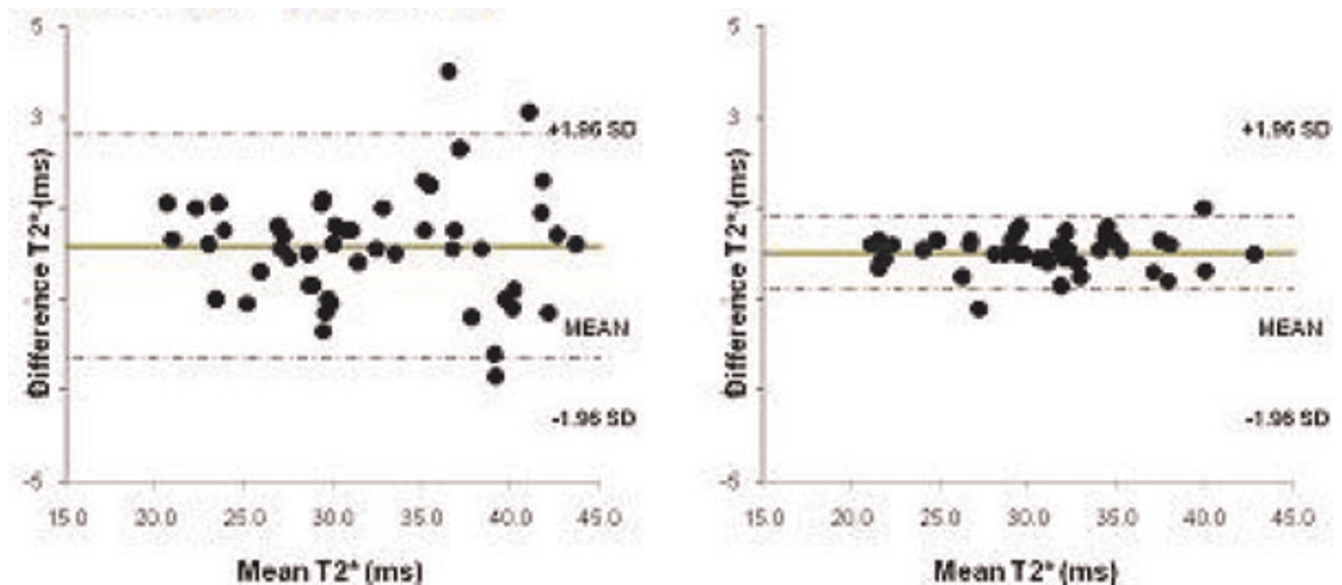 5
3
-5
15.0 20.0 25.0 30.0 35.0 40.0 45.0
Mean T2* (ms)
Difference T2* (ms)
+1.96 SD
MEAN
-1.96 SD
5
3
-5
15.0 20.0 25.0 30.0 35.0 40.0 45.0
Mean T2* (ms)
Difference T2* (ms)
+1.96 SD
MEAN
-1.96 SD